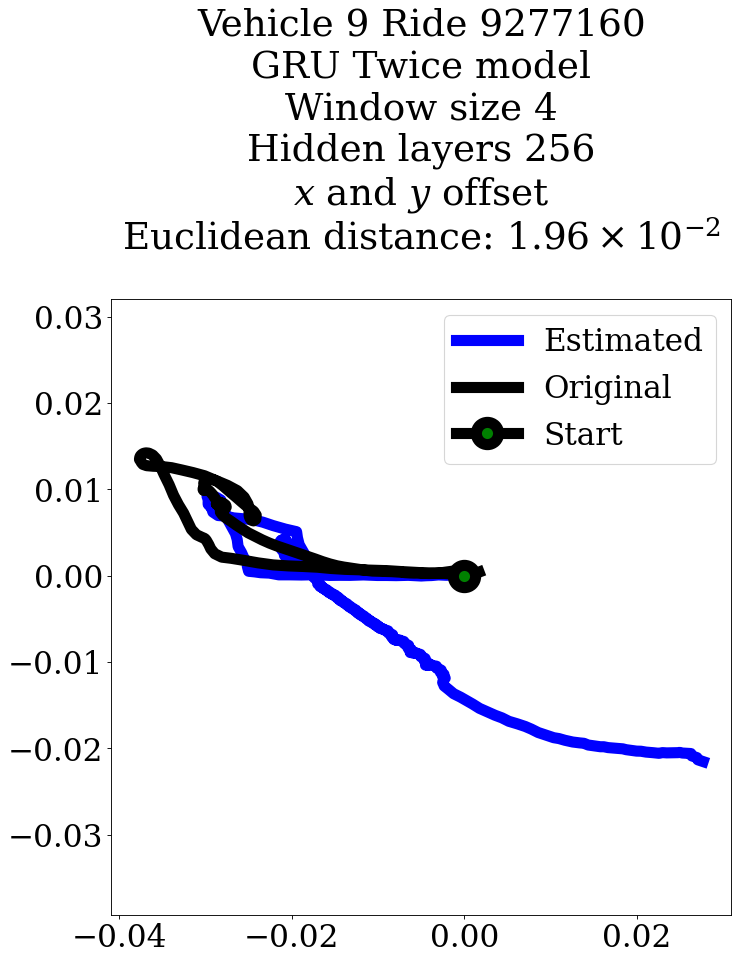 Vehicle 9 Ride 9277160
GRU Twice model
Window size 4
Hidden layers 256
x and y offset
Euclidean distance: 1.96 × 10⁻²
Estimated
Original
Start
0.03
0.02
0.01
0.00
−0.01
−0.02
−0.03
−0.04 −0.02 0.00 0.02